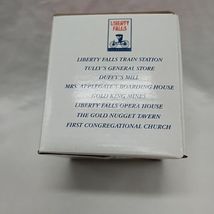 LIBERTY
FALLS
LIBERTY FALLS TRAIN STATION
TULLY'S GENERAL STORE
DUFFY'S MILL
MRS. APPLEGATE'S BOARDING HOUSE
GOLD KING MINES
LIBERTY FALLS OPERA HOUSE
THE GOLD NUGGET TAVERN
FIRST CONGREGATIONAL CHURCH